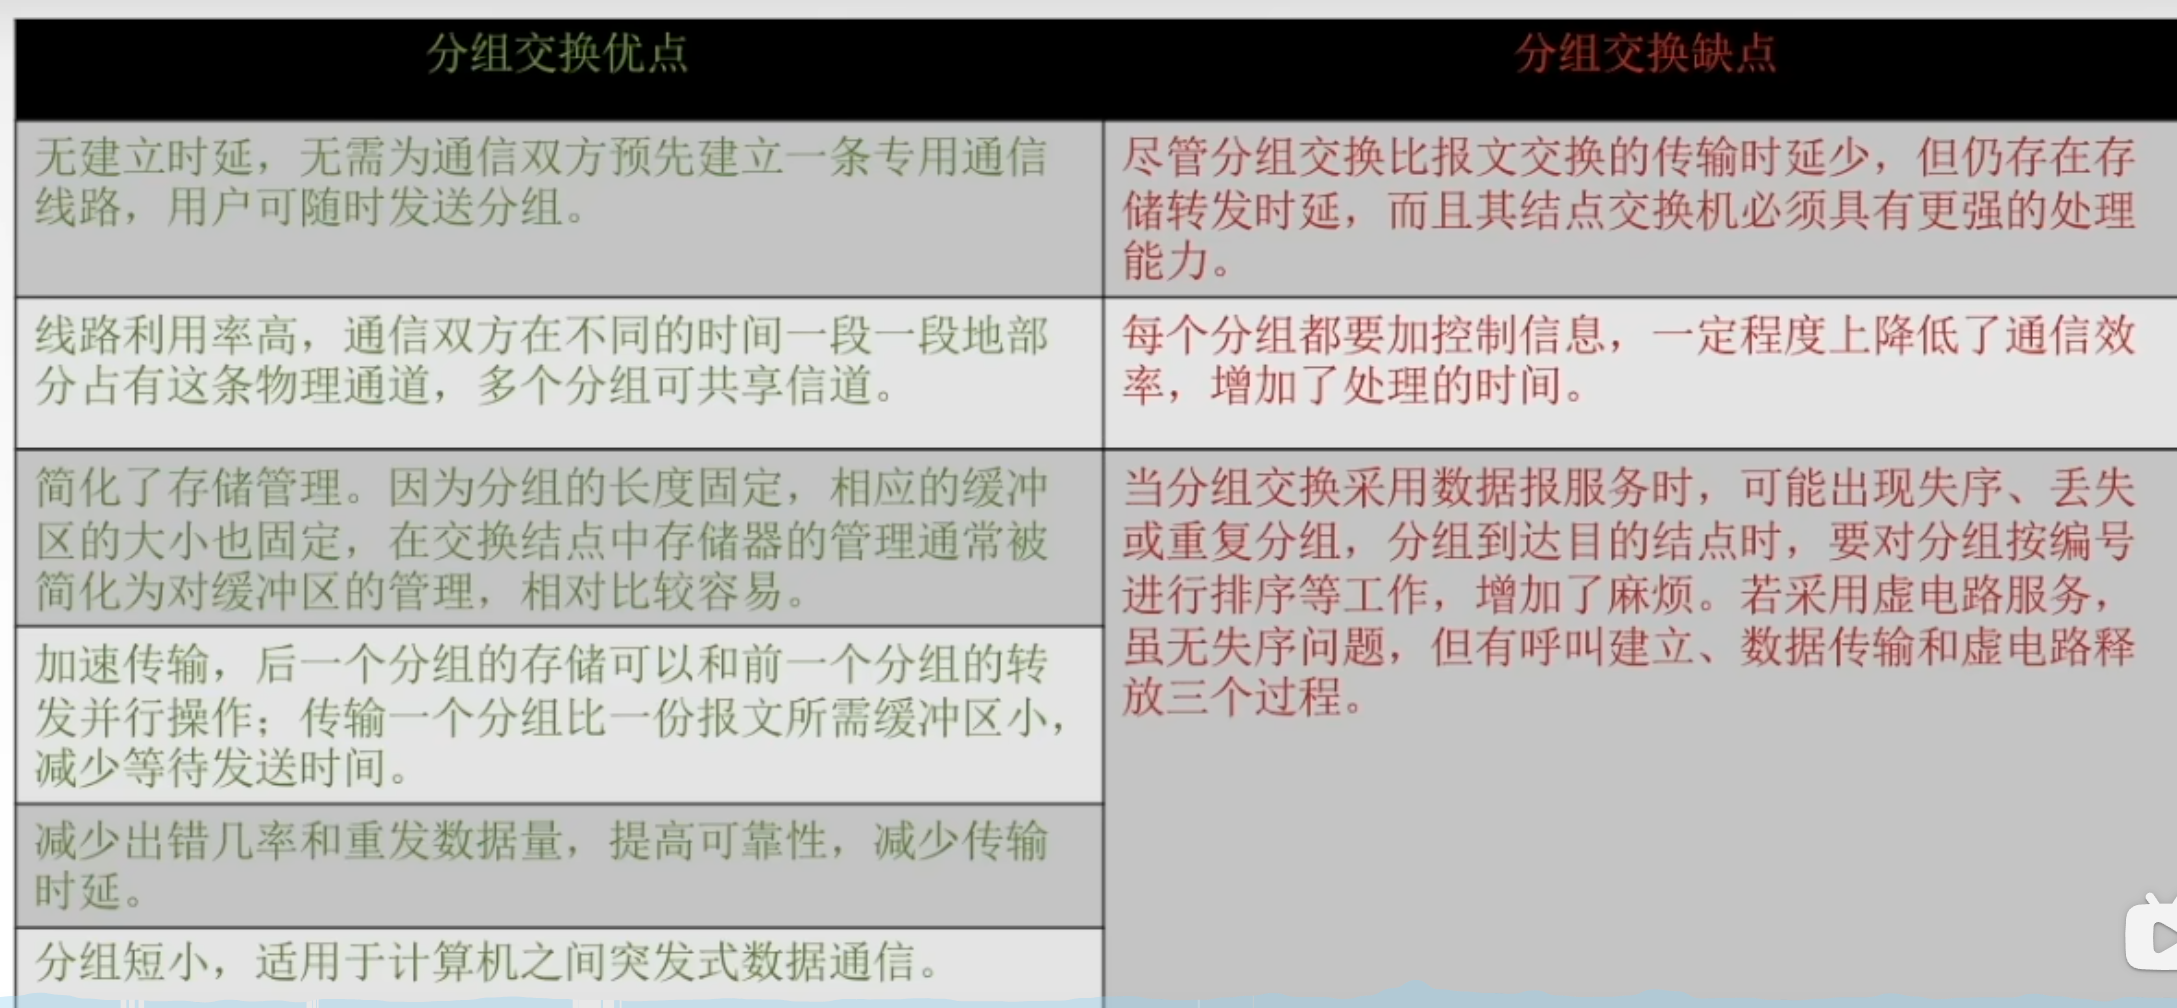 分组交换优点
分组交换缺点
无建立时延，无需为通信双方预先建立一条专用通信
线路，用户可随时发送分组。
尽管分组交换比报文交换的传输时延少，但仍存在存
储转发时延，而且其结点交换机必须具有更强的处理
能力。
线路利用率高，通信双方在不同的时间一段一段地部
分占有这条物理通道，多个分组可共享信道。
每个分组都要加控制信息，一定程度上降低了通信效
率，增加了处理的时间。
简化了存储管理。因为分组的长度固定，相应的缓冲
区的大小也固定，在交换结点中存储器的管理通常被
简化为对缓冲区的管理，相对比较容易。
当分组交换采用数据报服务时，可能出现失序、丢失
或重复分组，分组到达目的结点时，要对分组按编号
进行排序等工作，增加了麻烦。若采用虚电路服务，
虽无失序问题，但有呼叫建立、数据传输和虚电路释
放三个过程。
加速传输，后一个分组的存储可以和前一个分组的转
发并行操作；传输一个分组比一份报文所需缓冲区小，
减少等待发送时间。
减少出错几率和重发数据量，提高可靠性，减少传输
时延。
分组短小，适用于计算机之间突发式数据通信。